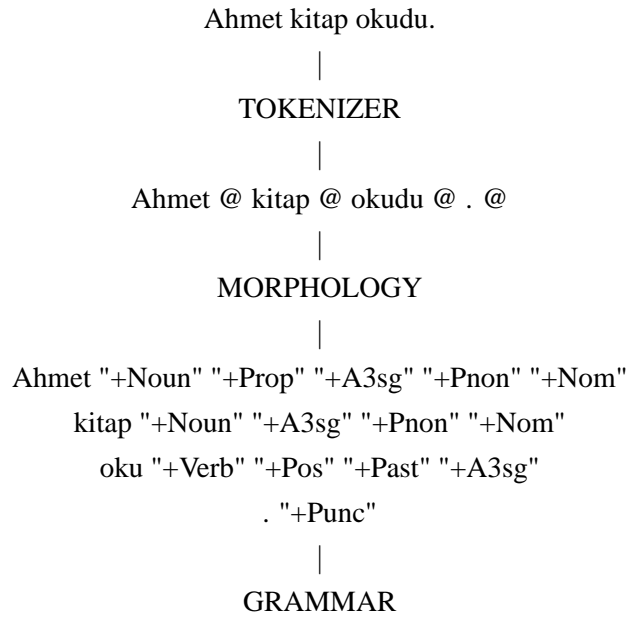 Ahmet kitap okudu.
|
TOKENIZER
|
Ahmet @ kitap @ okudu @ . @
|
MORPHOLOGY
|
Ahmet "+Noun" "+Prop" "+A3sg" "+Pnon" "+Nom"
kitap "+Noun" "+A3sg" "+Pnon" "+Nom"
oku "+Verb" "+Pos" "+Past" "+A3sg"
. "+Punc"
|
GRAMMAR